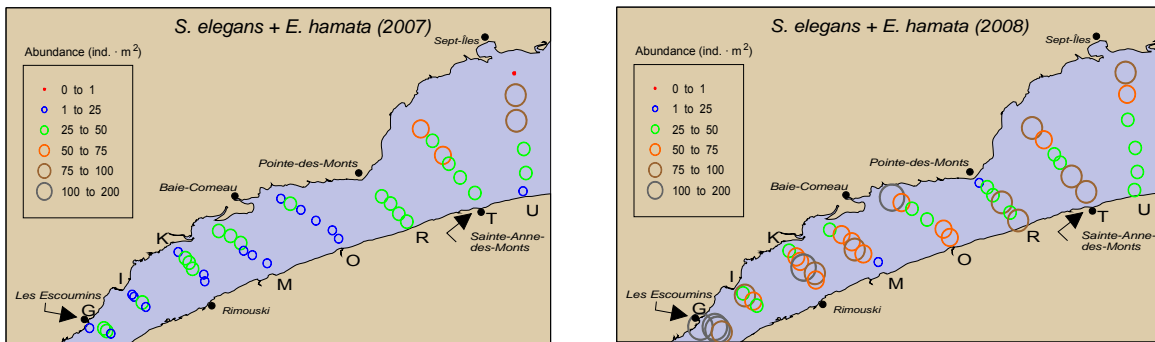 S. elegans + E. hamata (2007)
Sept-Îles
Abundance (ind. · m²)
0 to 1
1 to 25
25 to 50
50 to 75
75 to 100
100 to 200
Pointe-des-Monts
Baie-Comeau
U
T
R
Sainte-Anne-
des-Monts
K
O
I
M
Les Escoumins
G
Rimouski
S. elegans + E. hamata (2008)
Sept-Îles
Abundance (ind. · m²)
0 to 1
1 to 25
25 to 50
50 to 75
75 to 100
100 to 200
Pointe-des-Monts
Baie-Comeau
U
T
R
Sainte-Anne-
des-Monts
K
O
I
M
Les Escoumins
G
Rimouski